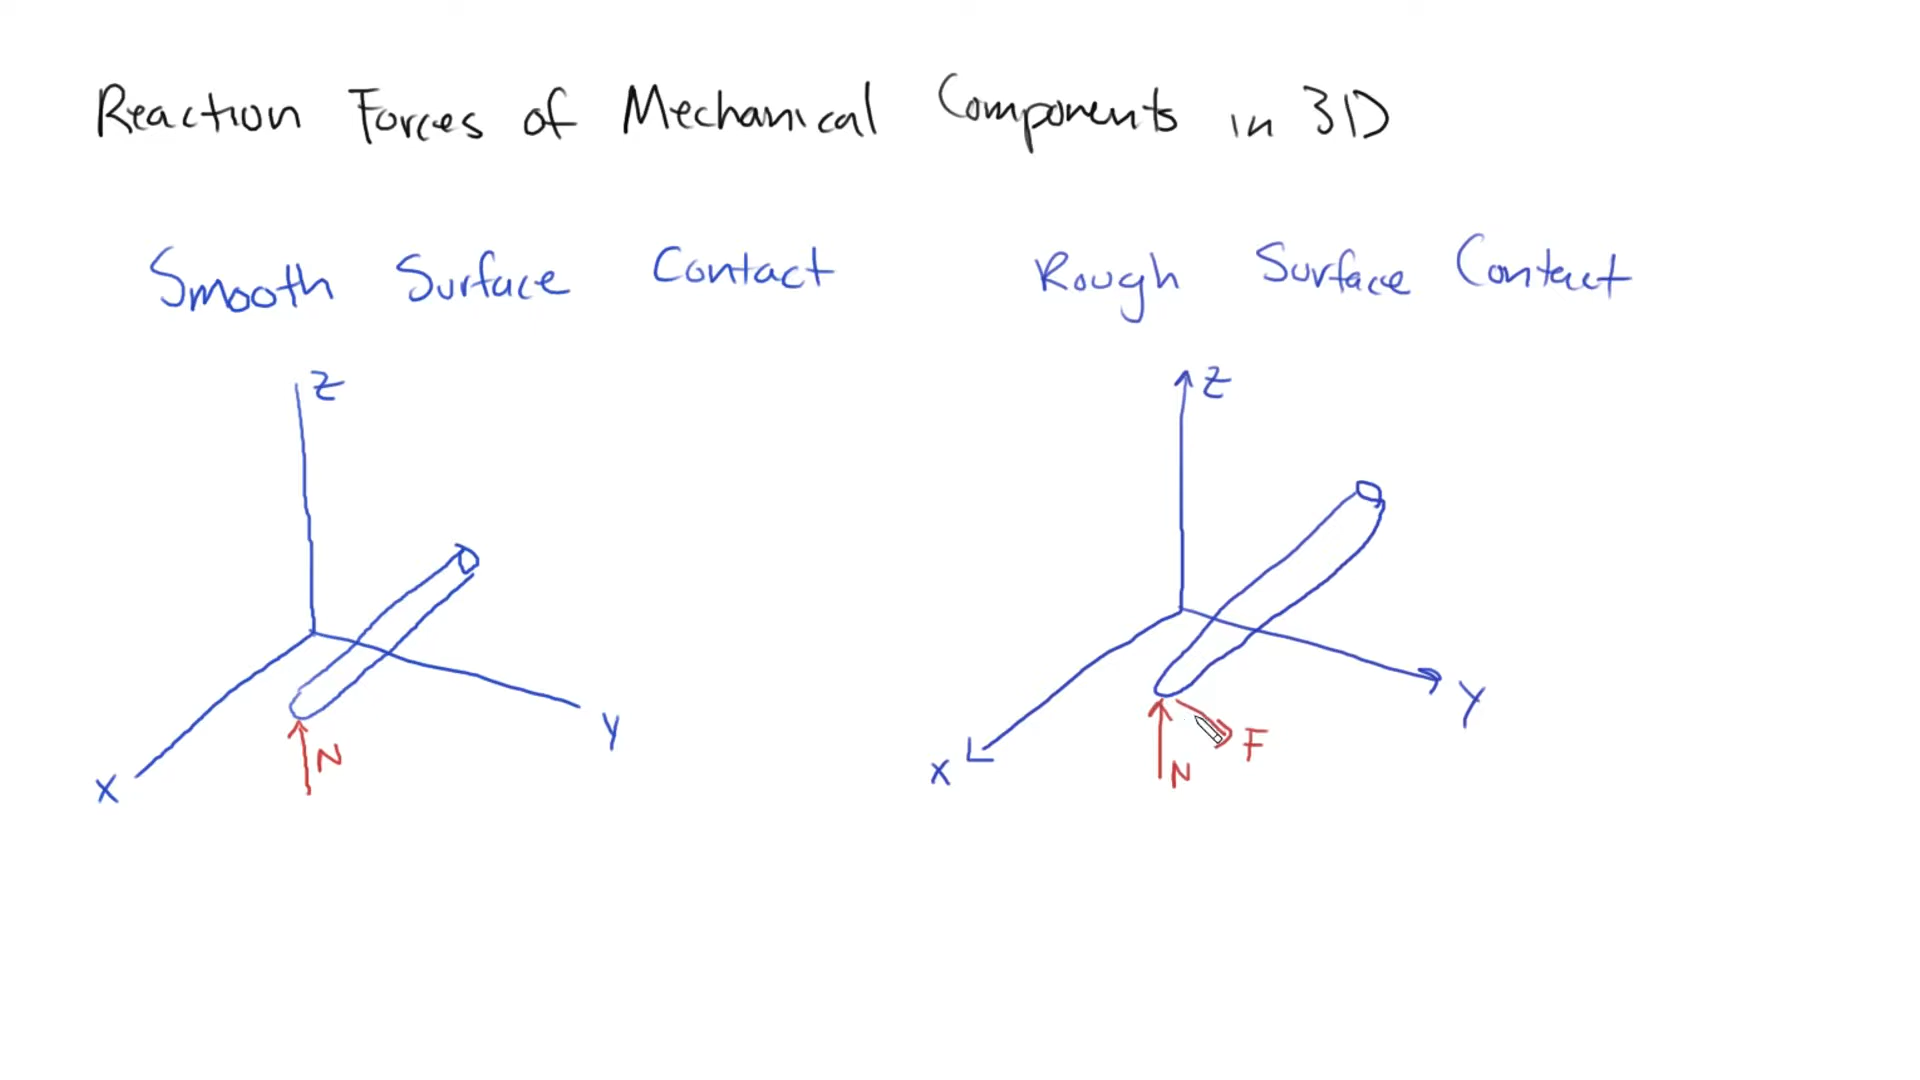 Reaction Forces of Mechanical Components in 3D
Smooth Surface Contact
Rough Surface Contact
Z
Y
X
N
Z
Y
X
N
F